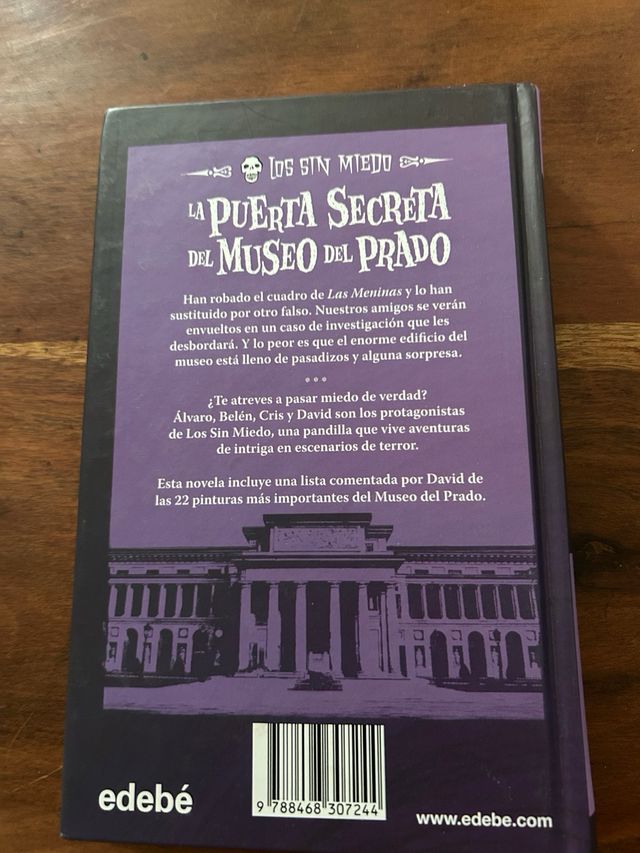 LOS SIN MIEDO
LA PUERTA SECRETA
DEL MUSEO DEL PRADO
Han robado el cuadro de Las Meninas y lo han
sustituido por otro falso. Nuestros amigos se verán
envueltos en un caso de investigación que les
desbordará. Y lo peor es que el enorme edificio del
museo está lleno de pasadizos y alguna sorpresa.
¿Te atreves a pasar miedo de verdad?
Álvaro, Belén, Cris y David son los protagonistas
de Los Sin Miedo, una pandilla que vive aventuras
de intriga en escenarios de terror.
Esta novela incluye una lista comentada por David de
las 22 pinturas más importantes del Museo del Prado.
edebé
9 788468 307244
www.edebe.com